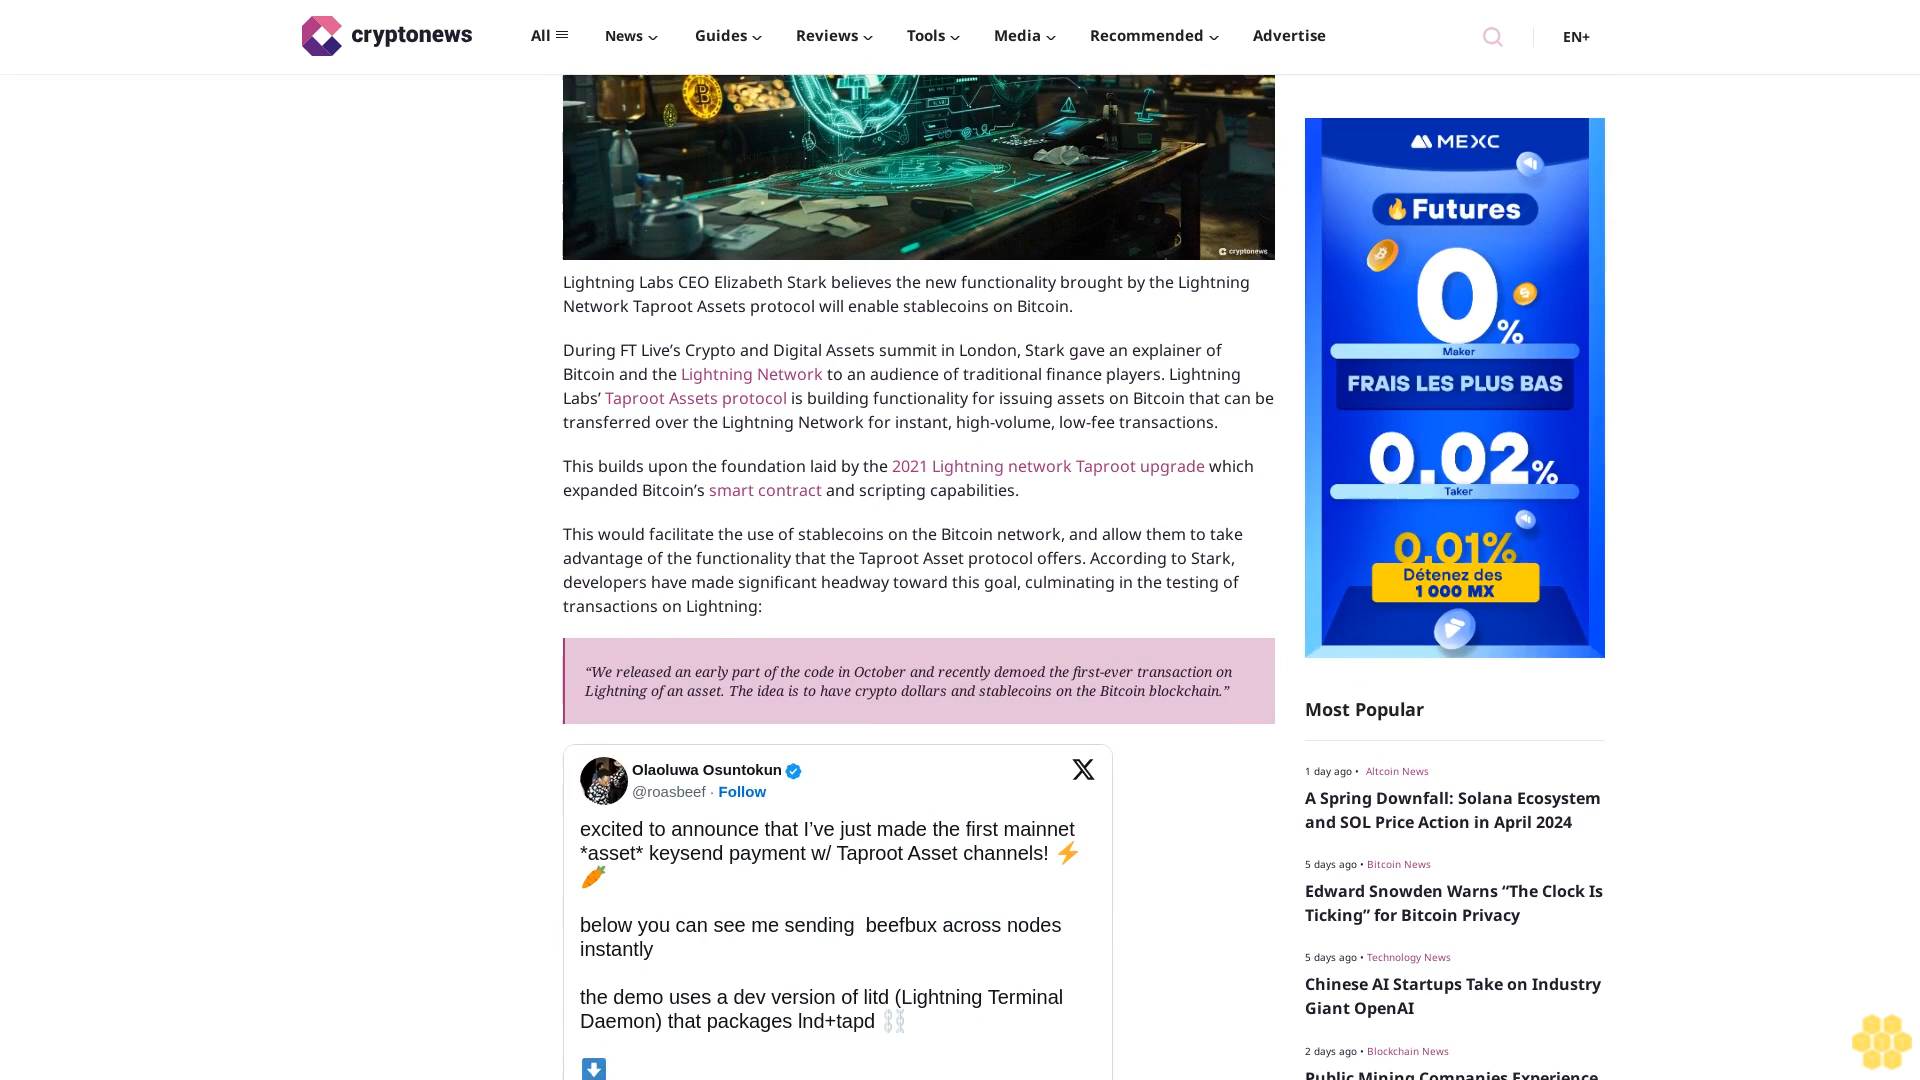 cryptonews
All
News
Guides
Reviews
Tools
Media
Recommended
Advertise
EN+
cryptonews
Lightning Labs CEO Elizabeth Stark believes the new functionality brought by the Lightning
Network Taproot Assets protocol will enable stablecoins on Bitcoin.
During FT Live’s Crypto and Digital Assets summit in London, Stark gave an explainer of
Bitcoin and the Lightning Network to an audience of traditional finance players. Lightning
Labs’ Taproot Assets protocol is building functionality for issuing assets on Bitcoin that can be
transferred over the Lightning Network for instant, high-volume, low-fee transactions.
This builds upon the foundation laid by the 2021 Lightning network Taproot upgrade which
expanded Bitcoin’s smart contract and scripting capabilities.
This would facilitate the use of stablecoins on the Bitcoin network, and allow them to take
advantage of the functionality that the Taproot Asset protocol offers. According to Stark,
developers have made significant headway toward this goal, culminating in the testing of
transactions on Lightning:
“We released an early part of the code in October and recently demoed the first-ever transaction on
Lightning of an asset. The idea is to have crypto dollars and stablecoins on the Bitcoin blockchain.”
Olaoluwa Osuntokun
@roasbeef · Follow
excited to announce that I’ve just made the first mainnet
*asset* keysend payment w/ Taproot Asset channels! ⚡
🥕
below you can see me sending  beefbux across nodes
instantly
the demo uses a dev version of litd (Lightning Terminal
Daemon) that packages lnd+tapd ⛓️
⬇️
MEXC
🔥Futures
0%
Maker
FRAIS LES PLUS BAS
0.02%
Taker
0.01%
Détenez des
1 000 MX
Most Popular
1 day ago • Altcoin News
A Spring Downfall: Solana Ecosystem
and SOL Price Action in April 2024
5 days ago • Bitcoin News
Edward Snowden Warns “The Clock Is
Ticking” for Bitcoin Privacy
5 days ago • Technology News
Chinese AI Startups Take on Industry
Giant OpenAI
2 days ago • Blockchain News
Public Mining Companies Experience